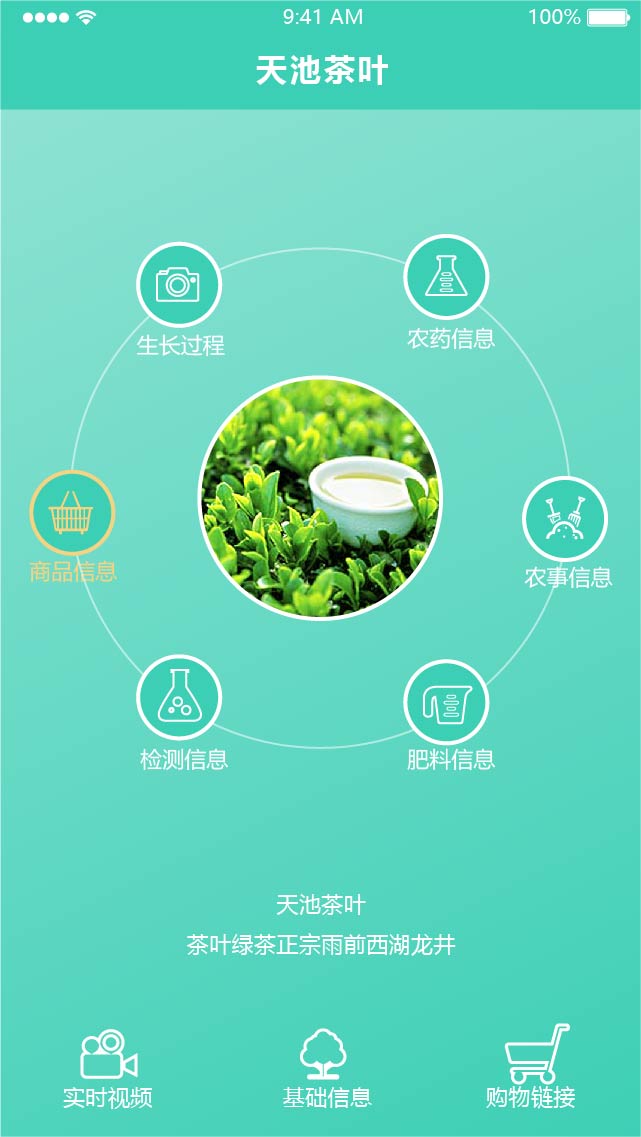 9:41 AM 100%
天池茶叶
生长过程 农药信息
商品信息 农事信息
检测信息 肥料信息
天池茶叶
茶叶绿茶正宗雨前西湖龙井
实时视频 基础信息 购物链接